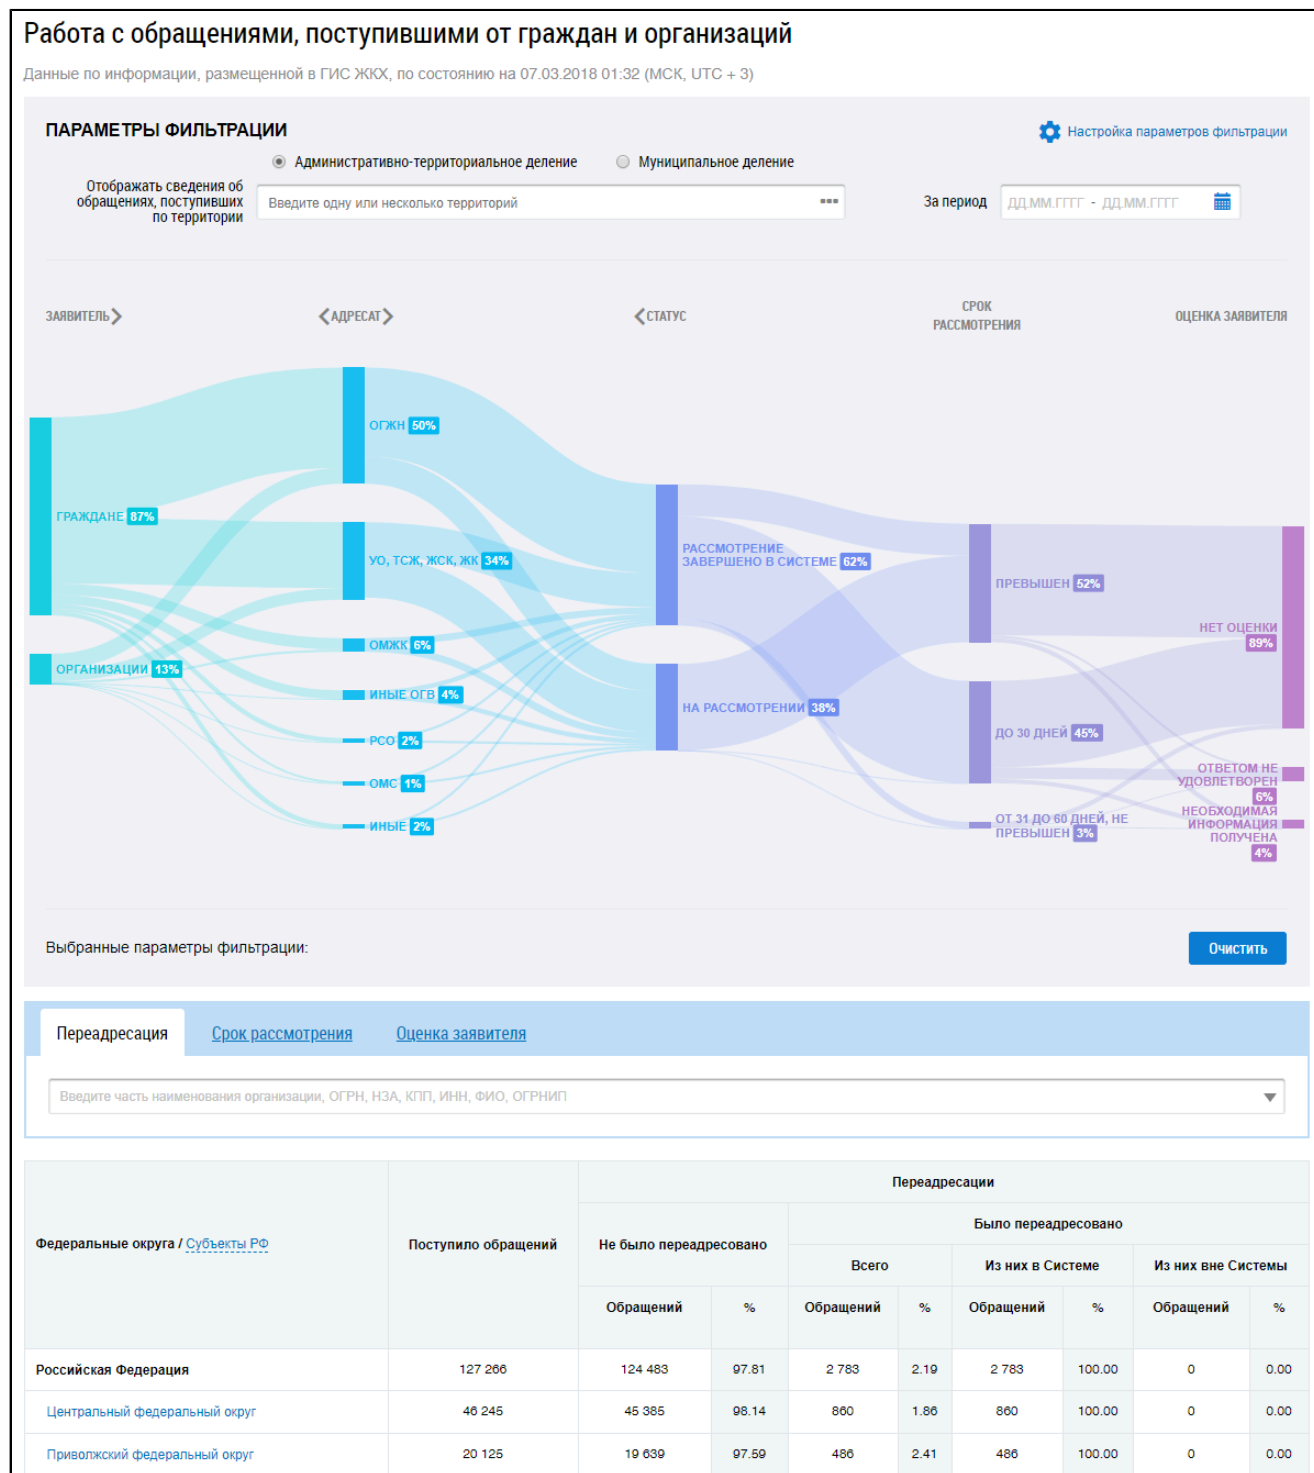 Работа с обращениями, поступившими от граждан и организаций
Данные по информации, размещенной в ГИС ЖКХ, по состоянию на 07.03.2018 01:32 (МСК, UTC + 3)
ПАРАМЕТРЫ ФИЛЬТРАЦИИ
Настройка параметров фильтрации
Административно-территориальное деление
Муниципальное деление
Отображать сведения об
обращениях, поступивших
по территории
Введите одну или несколько территорий
За период
ДД.ММ.ГГГГ - ДД.ММ.ГГГГ
ЗАЯВИТЕЛЬ
АДРЕСАТ
СТАТУС
СРОК
РАССМОТРЕНИЯ
ОЦЕНКА ЗАЯВИТЕЛЯ
ГРАЖДАНЕ 87%
ОРГАНИЗАЦИИ 13%
ОГЖН 50%
УО, ТСЖ, ЖСК, ЖК 34%
ОМЖК 6%
ИНЫЕ ОГВ 4%
РСО 2%
ОМС 1%
ИНЫЕ 2%
РАССМОТРЕНИЕ
ЗАВЕРШЕНО В СИСТЕМЕ 62%
НА РАССМОТРЕНИИ 38%
ПРЕВЫШЕН 52%
ДО 30 ДНЕЙ 45%
ОТ 31 ДО 60 ДНЕЙ, НЕ
ПРЕВЫШЕН 3%
НЕТ ОЦЕНКИ
89%
ОТВЕТОМ НЕ
УДОВЛЕТВОРЕН
6%
НЕОБХОДИМАЯ
ИНФОРМАЦИЯ
ПОЛУЧЕНА
4%
Выбранные параметры фильтрации:
Очистить
Переадресация
Срок рассмотрения
Оценка заявителя
Введите часть наименования организации, ОГРН, НЗА, КПП, ИНН, ФИО, ОГРНИП
Федеральные округа / Субъекты РФ
Поступило обращений
Переадресации
Не было переадресовано
Было переадресовано
Всего
Из них в Системе
Из них вне Системы
Обращений % Обращений % Обращений % Обращений %
Российская Федерация 127 266 124 483 97.81 2 783 2.19 2 783 100.00 0 0.00
Центральный федеральный округ 46 245 45 385 98.14 860 1.86 860 100.00 0 0.00
Приволжский федеральный округ 20 125 19 639 97.59 486 2.41 486 100.00 0 0.00